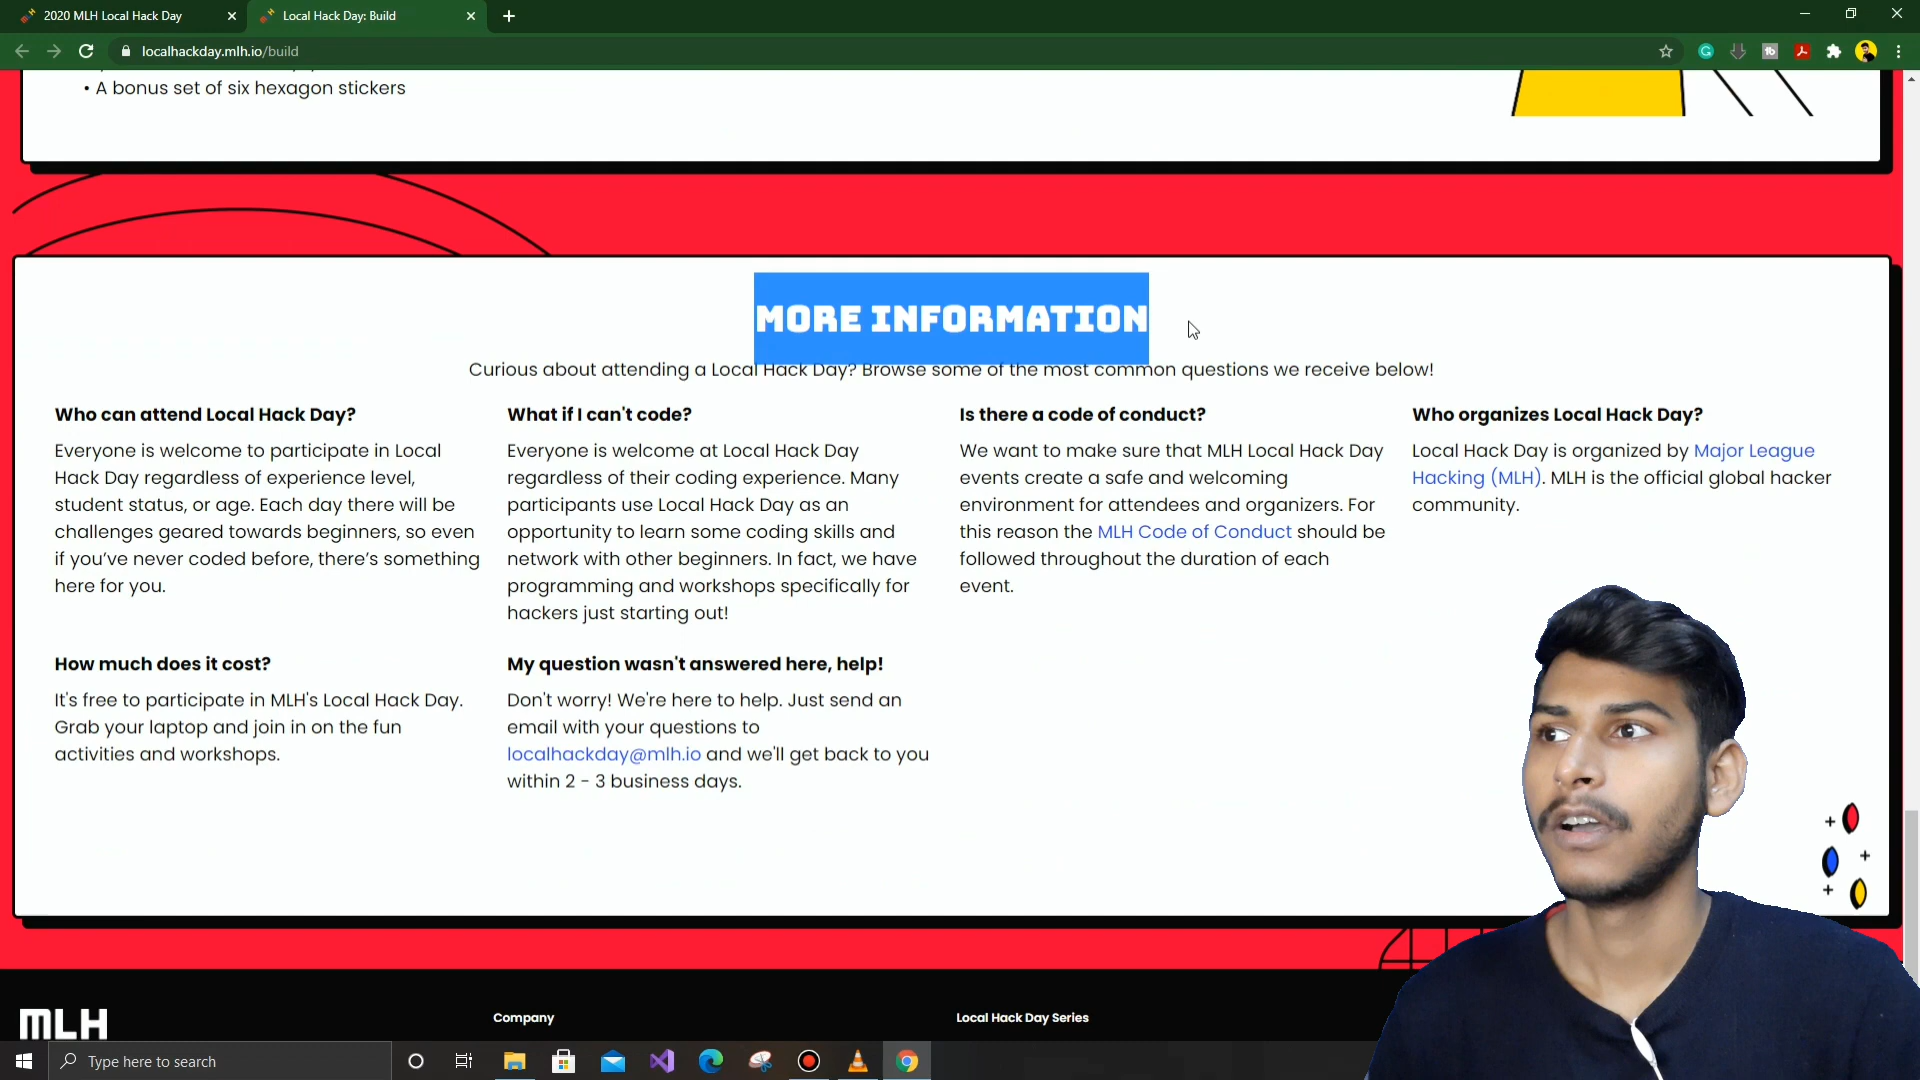 2020 MLH Local Hack Day
Local Hack Day: Build
localhackday.mlh.io/build
• A bonus set of six hexagon stickers
MORE INFORMATION
Curious about attending a Local Hack Day? Browse some of the most common questions we receive below!
Who can attend Local Hack Day?
Everyone is welcome to participate in Local
Hack Day regardless of experience level,
student status, or age. Each day there will be
challenges geared towards beginners, so even
if you’ve never coded before, there’s something
here for you.
What if I can't code?
Everyone is welcome at Local Hack Day
regardless of their coding experience. Many
participants use Local Hack Day as an
opportunity to learn some coding skills and
network with other beginners. In fact, we have
programming and workshops specifically for
hackers just starting out!
Is there a code of conduct?
We want to make sure that MLH Local Hack Day
events create a safe and welcoming
environment for attendees and organizers. For
this reason the MLH Code of Conduct should be
followed throughout the duration of each
event.
Who organizes Local Hack Day?
Local Hack Day is organized by Major League
Hacking (MLH). MLH is the official global hacker
community.
How much does it cost?
It's free to participate in MLH's Local Hack Day.
Grab your laptop and join in on the fun
activities and workshops.
My question wasn't answered here, help!
Don't worry! We're here to help. Just send an
email with your questions to
localhackday@mlh.io and we'll get back to you
within 2 - 3 business days.
MLH
Company
Local Hack Day Series
Type here to search